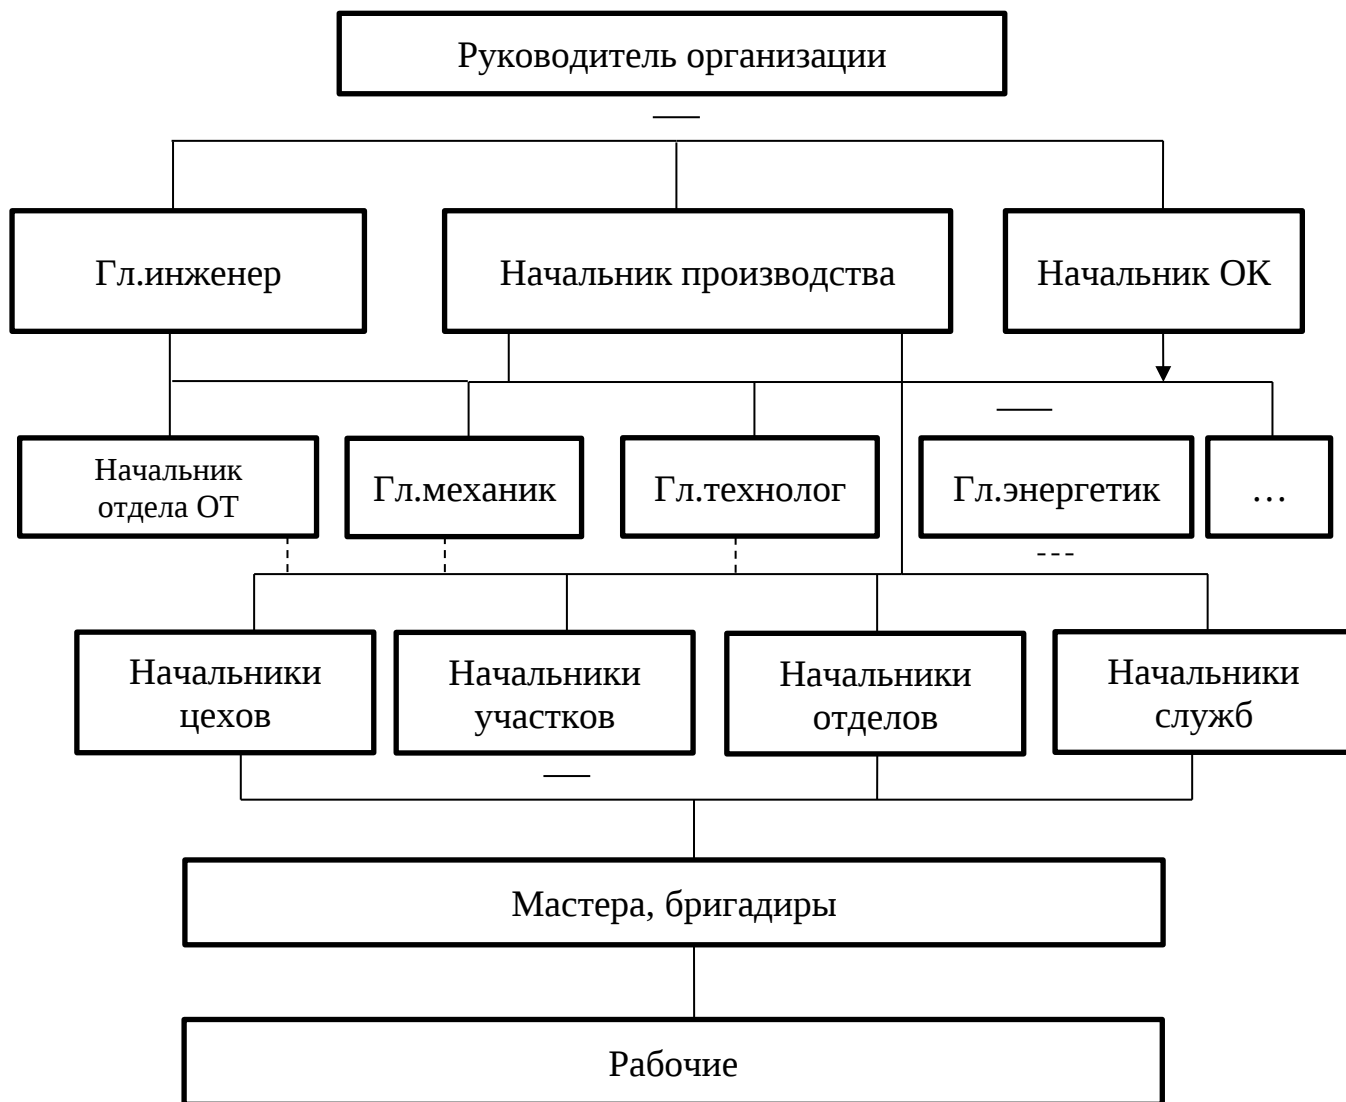 Руководитель организации
Гл.инженер
Начальник производства
Начальник ОК
Начальник
отдела ОТ
Гл.механик
Гл.технолог
Гл.энергетик
…
Начальники
цехов
Начальники
участков
Начальники
отделов
Начальники
служб
Мастера, бригадиры
Рабочие